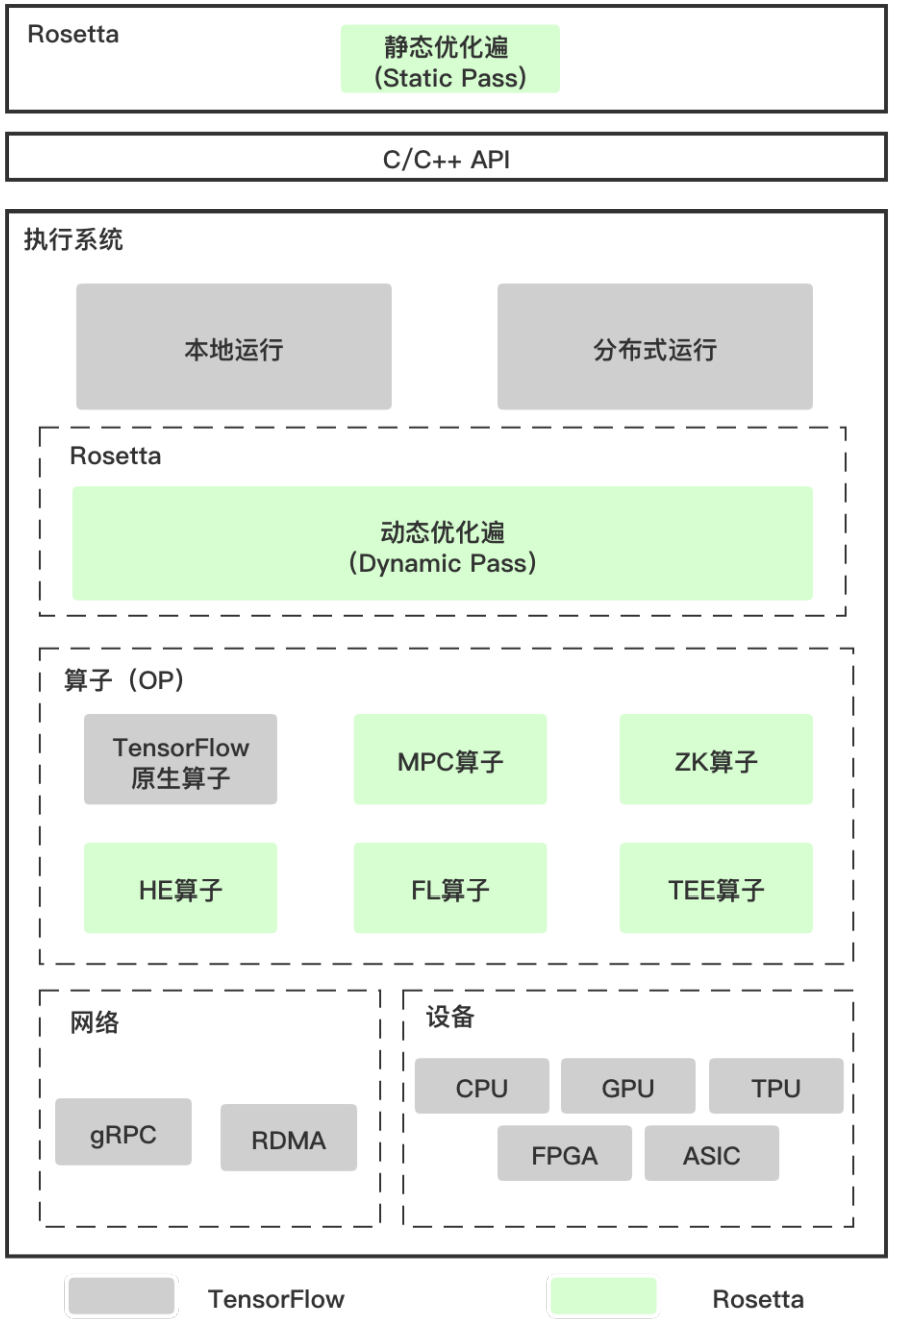 Rosetta
静态优化遍
（Static Pass）
C/C++ API
执行系统
本地运行
分布式运行
Rosetta
动态优化遍
（Dynamic Pass）
算子（OP）
TensorFlow
原生算子
MPC算子
ZK算子
HE算子
FL算子
TEE算子
网络
gRPC
RDMA
设备
CPU
GPU
TPU
FPGA
ASIC
TensorFlow
Rosetta